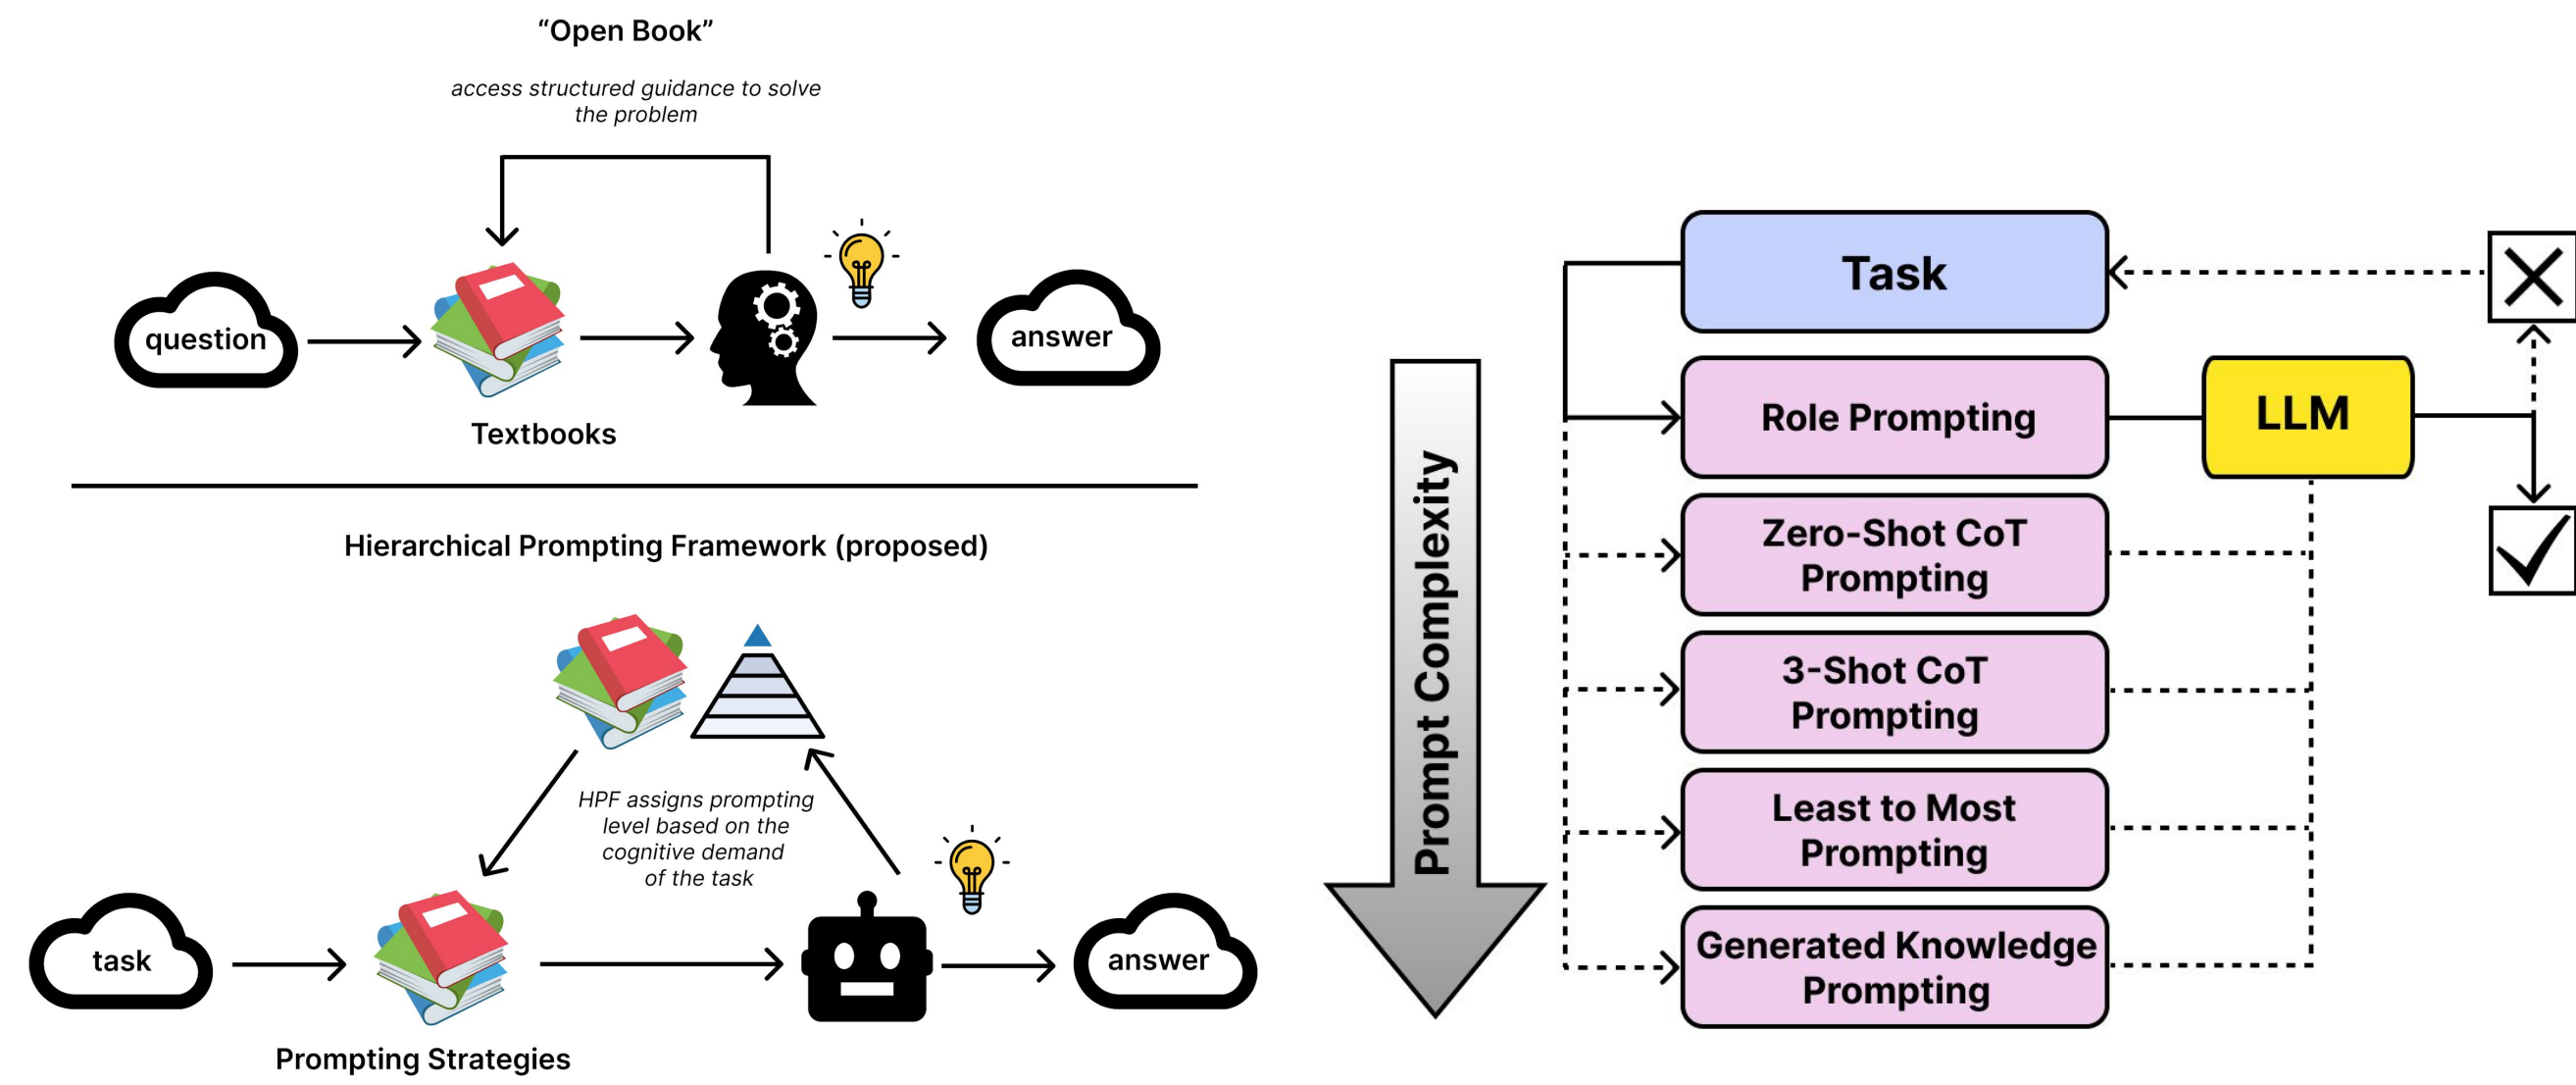 “Open Book”
access structured guidance to solve
the problem
question
answer
Textbooks
Hierarchical Prompting Framework (proposed)
HPF assigns prompting
level based on the
cognitive demand
of the task
task
answer
Prompting Strategies
Prompt Complexity
Task
Role Prompting
LLM
Zero-Shot CoT
Prompting
3-Shot CoT
Prompting
Least to Most
Prompting
Generated Knowledge
Prompting